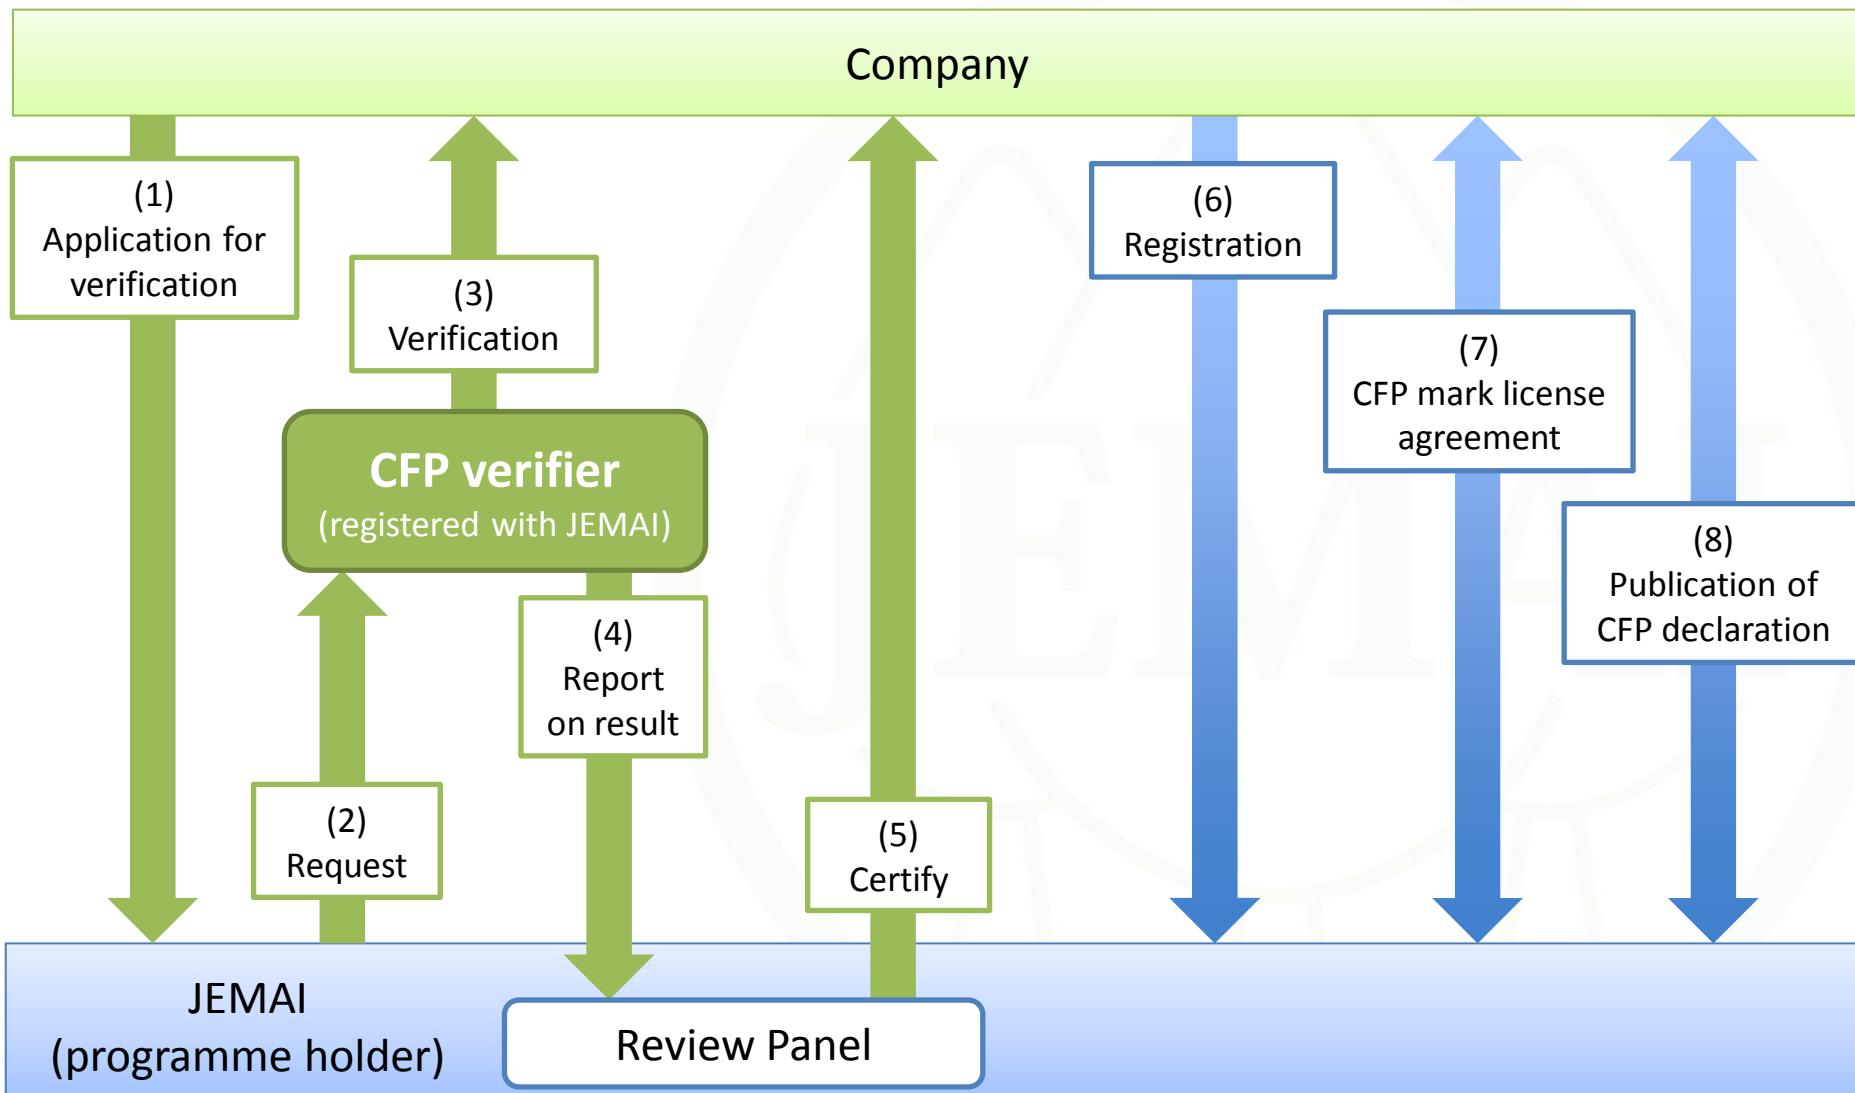 Company
(1)
Application for
verification
(2)
Request
(3)
Verification
CFP verifier
(registered with JEMAI)
(4)
Report
on result
(5)
Certify
(6)
Registration
(7)
CFP mark license
agreement
(8)
Publication of
CFP declaration
JEMAI
(programme holder)
Review Panel
JEMAI